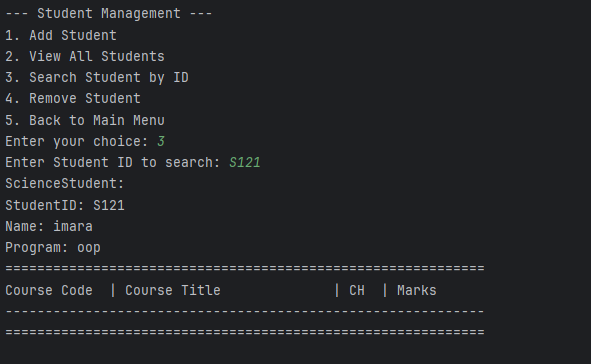 --- Student Management ---
1. Add Student
2. View All Students
3. Search Student by ID
4. Remove Student
5. Back to Main Menu
Enter your choice: 3
Enter Student ID to search: S121
ScienceStudent:
StudentID: S121
Name: imara
Program: oop
============================================================
Course Code  | Course Title              | CH  | Marks
------------------------------------------------------------
============================================================